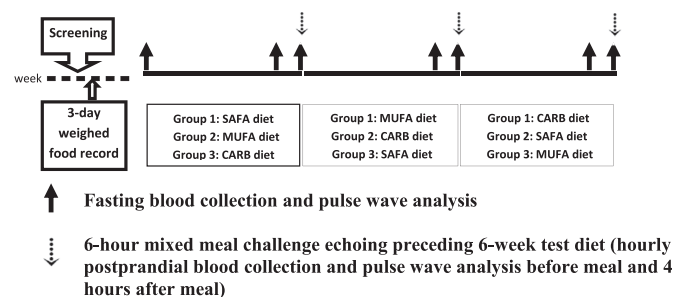 Screening
week
3-day
weighed
food record
Group 1: SAFA diet
Group 2: MUFA diet
Group 3: CARB diet
Group 1: MUFA diet
Group 2: CARB diet
Group 3: SAFA diet
Group 1: CARB diet
Group 2: SAFA diet
Group 3: MUFA diet
Fasting blood collection and pulse wave analysis
6-hour mixed meal challenge echoing preceding 6-week test diet (hourly
postprandial blood collection and pulse wave analysis before meal and 4
hours after meal)